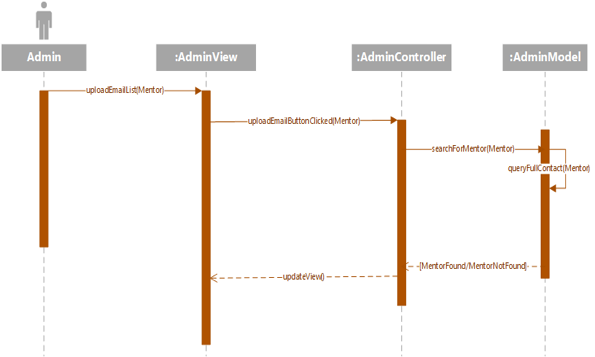 Admin
:AdminView
:AdminController
:AdminModel
uploadEmailList(Mentor)
uploadEmailButtonClicked(Mentor)
searchForMentor(Mentor)
queryFullContact(Mentor)
[MentorFound/MentorNotFound]
updateView()